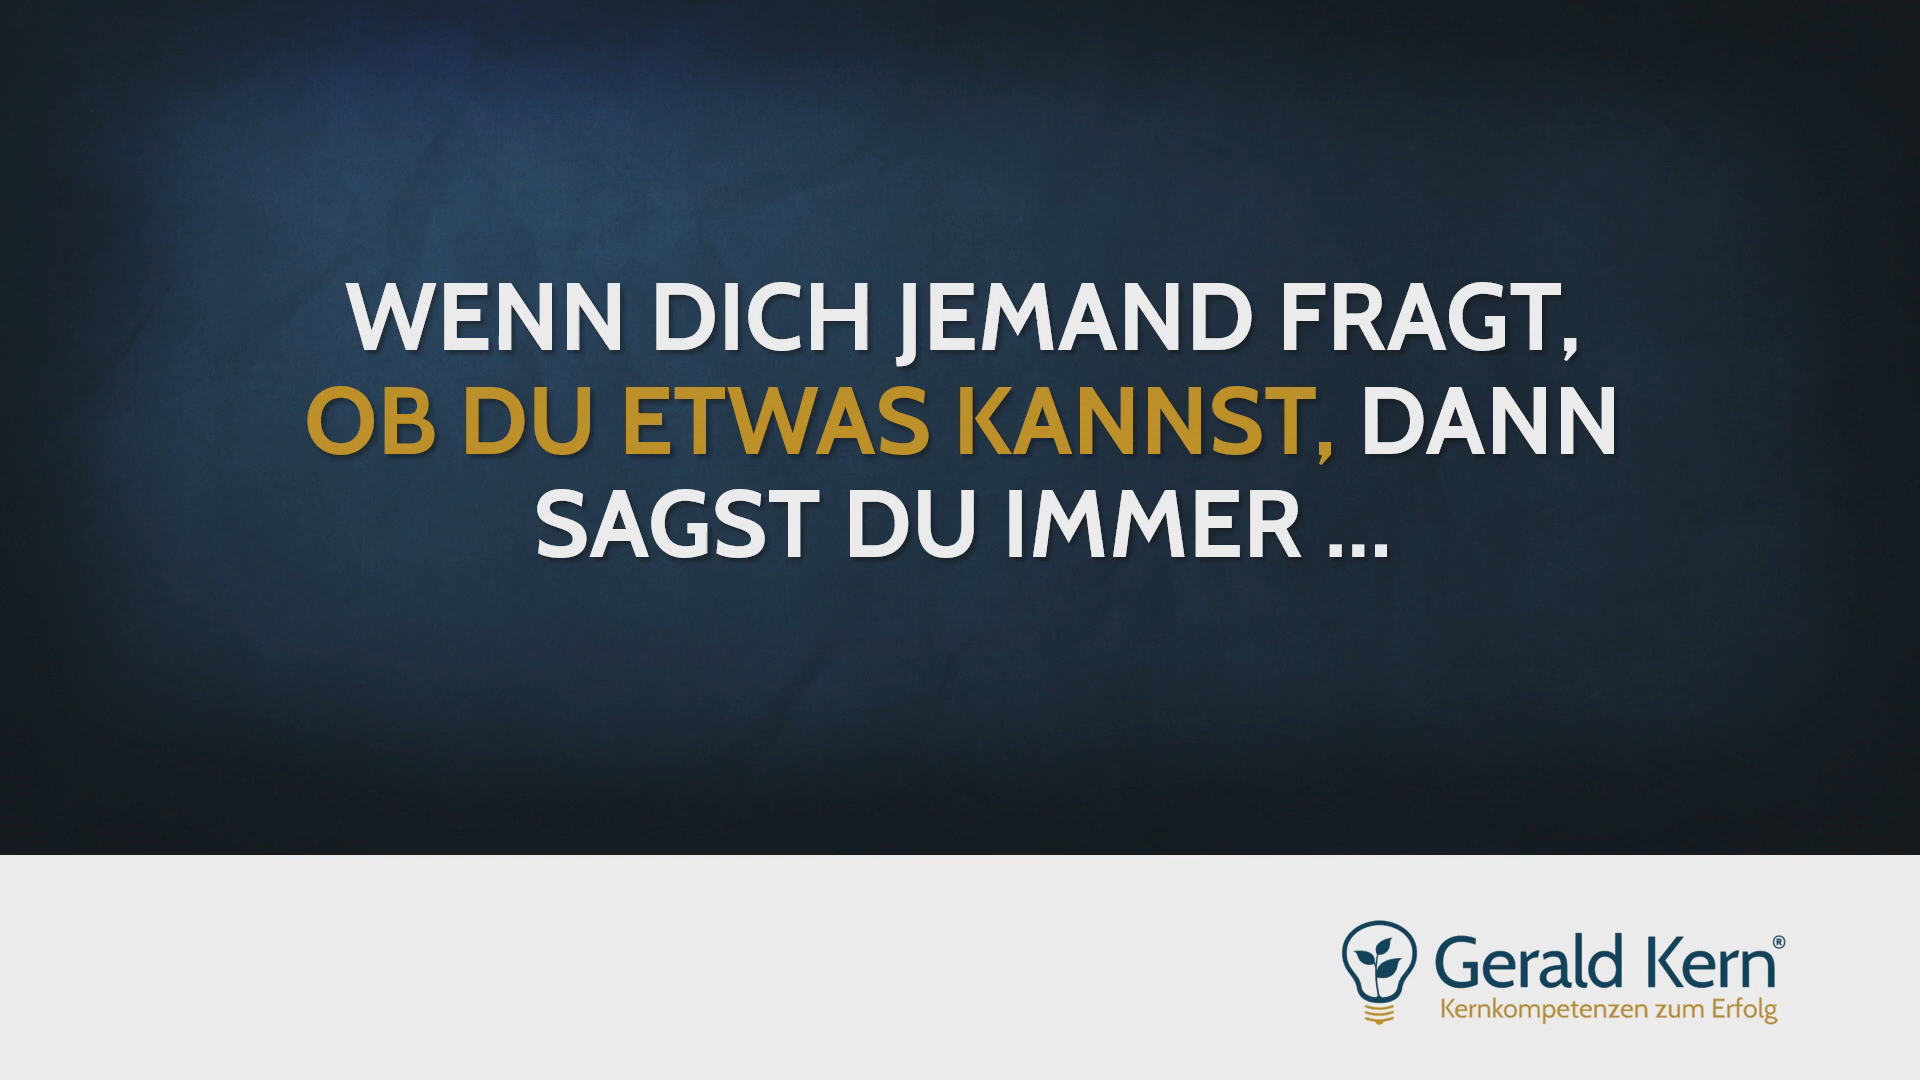 WENN DICH JEMAND FRAGT,
OB DU ETWAS KANNST, DANN
SAGST DU IMMER ...
Gerald Kern®
Kernkompetenzen zum Erfolg